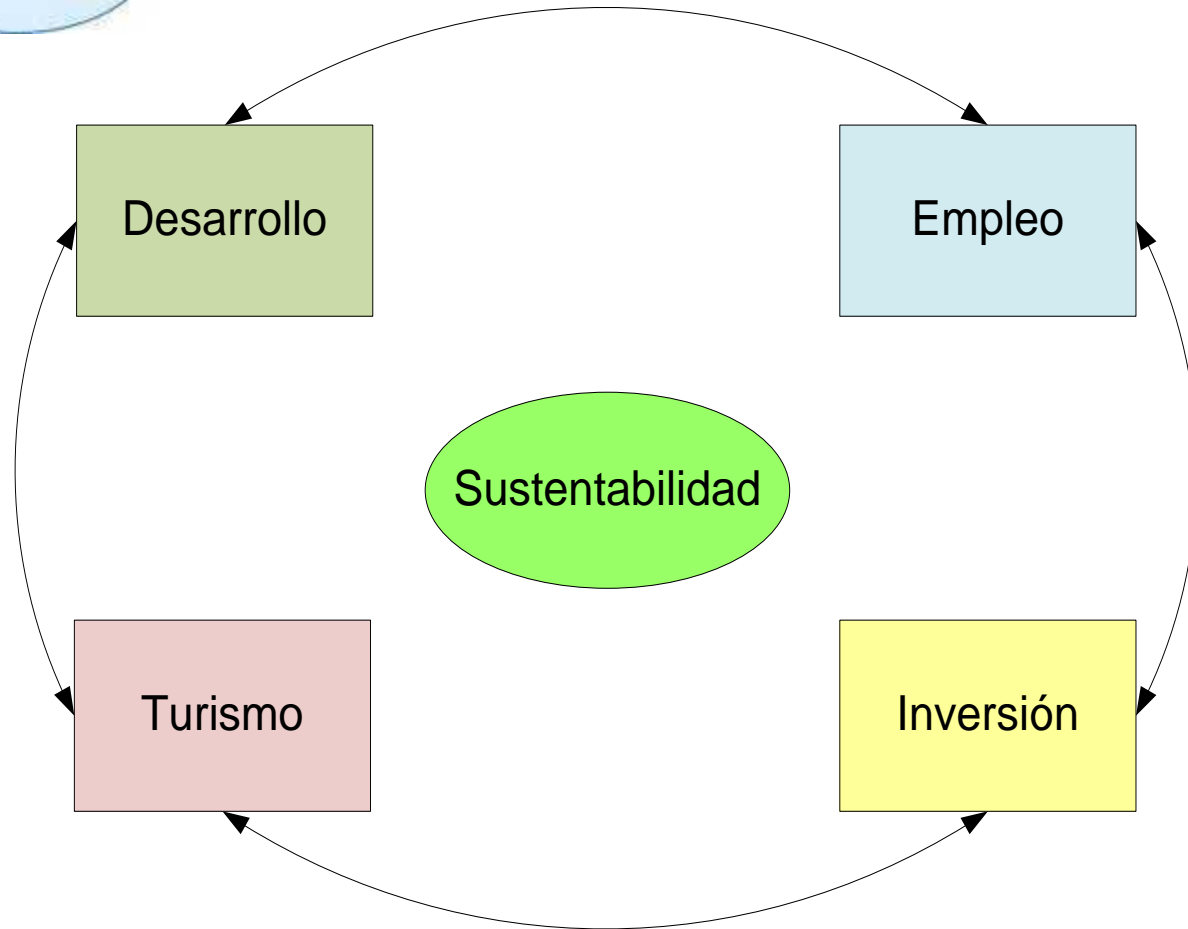 Desarrollo
Empleo
Sustentabilidad
Turismo
Inversión